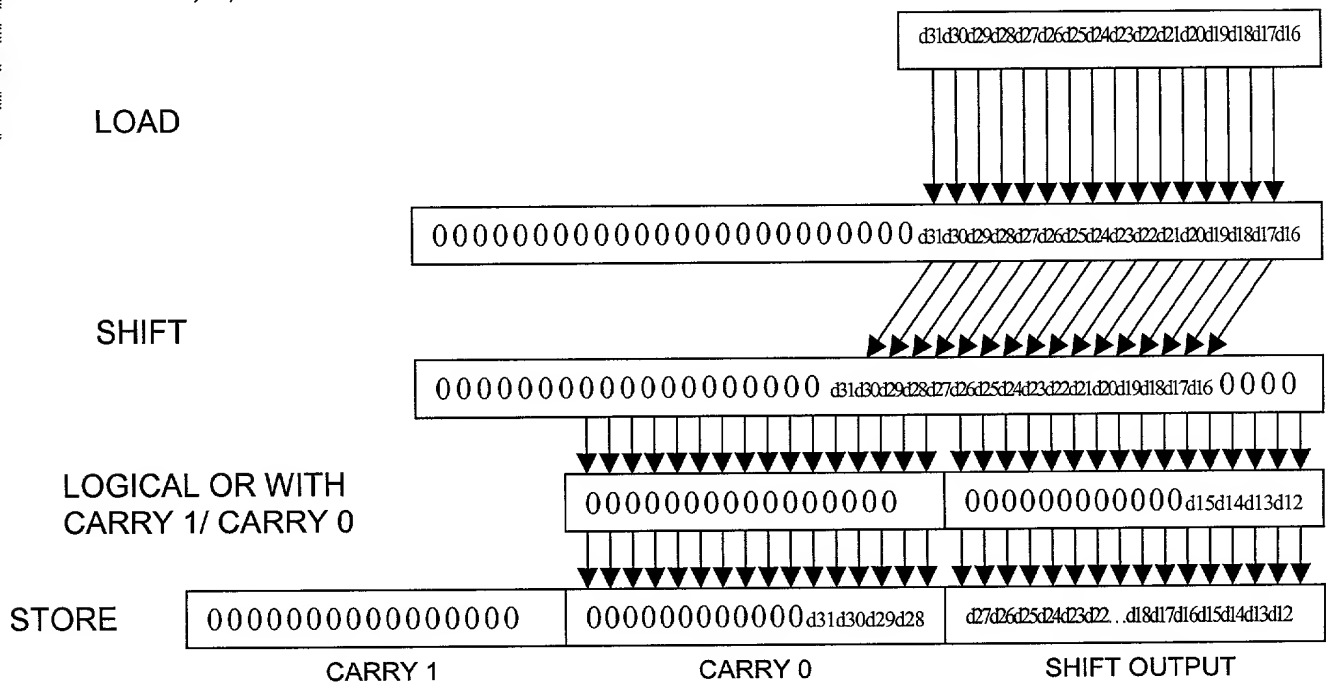 d31d30d29d28d27d26d25d24d23d22d21d20d19d18d17d16
LOAD
000000000000000000000000 d31d30d29d28d27d26d25d24d23d22d21d20d19d18d17d16
SHIFT
0000000000000000000 d31d30d29d28d27d26d25d24d23d22d21d20d19d18d17d16 0000
LOGICAL OR WITH
CARRY 1/ CARRY 0
0000000000000000 000000000000d15d14d13d12
STORE
0000000000000000 000000000000d31d30d29d28 d27d26d25d24d23d22...d18d17d16d15d14d13d12
CARRY 1 CARRY 0 SHIFT OUTPUT